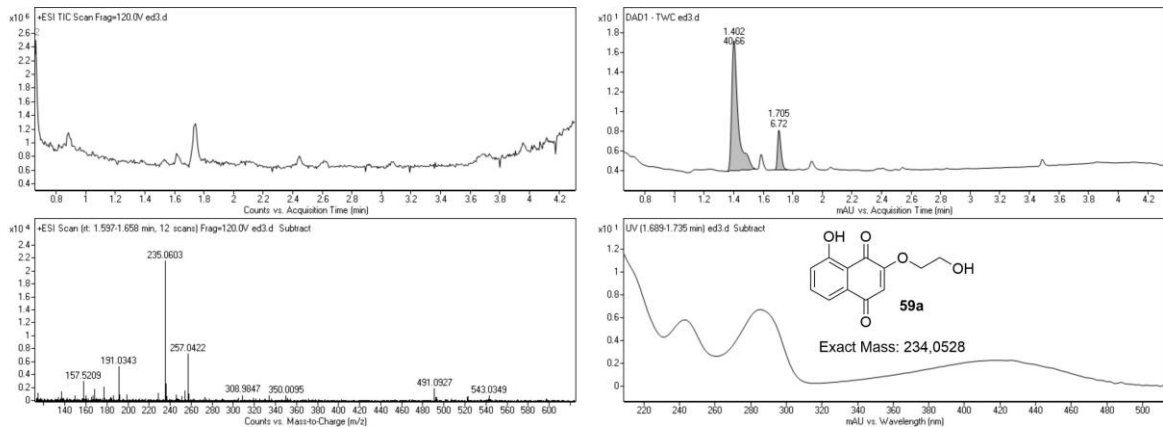 x10 6
+ESI TIC Scan Frag=120.0V ed3.d
2
2.6
2.4
2.2
2
1.8
1.6
1.4
1.2
1
0.8
0.6
0.4
0.8 1 1.2 1.4 1.6 1.8 2 2.2 2.4 2.6 2.8 3 3.2 3.4 3.6 3.8 4 4.2
Counts vs. Acquisition Time (min)
x10 1
DAD1 - TWC ed3.d
1.8
1.6
1.4
1.2
1
0.8
0.6
0.4
0.2
1.402
40.66
1.705
6.72
0.8 1 1.2 1.4 1.6 1.8 2 2.2 2.4 2.6 2.8 3 3.2 3.4 3.6 3.8 4 4.2
mAU vs. Acquisition Time (min)
x10 4
+ESI Scan (rt: 1.597-1.658 min, 12 scans) Frag=120.0V ed3.d Subtract
2.4
2.2
2
1.8
1.6
1.4
1.2
1
0.8
0.6
0.4
0.2
0
235.0603
257.0422
191.0343
157.5209
308.9847
350.0095
491.0927
543.0349
140 160 180 200 220 240 260 280 300 320 340 360 380 400 420 440 460 480 500 520 540 560 580 600
Counts vs. Mass-to-Charge (m/z)
x10 1
UV (1.689-1.735 min) ed3.d Subtract
1.2
1
0.8
0.6
0.4
0.2
0
OH O
O
OH
O
59a
Exact Mass: 234,0528
220 240 260 280 300 320 340 360 380 400 420 440 460 480 500
mAU vs. Wavelength (nm)